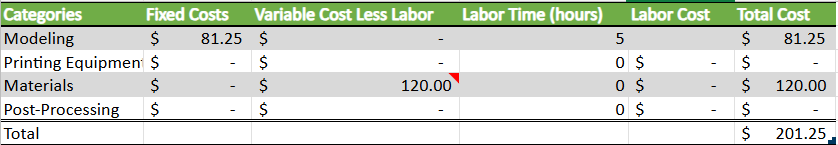 Categories Fixed Costs Variable Cost Less Labor Labor Time (hours) Labor Cost Total Cost
Modeling $ 81.25 $ - 5 $ 81.25
Printing Equipmen $ - $ - 0 $ - $ -
Materials $ - $ 120.00 0 $ - $ 120.00
Post-Processing $ - $ - 0 $ - $ -
Total $ 201.25